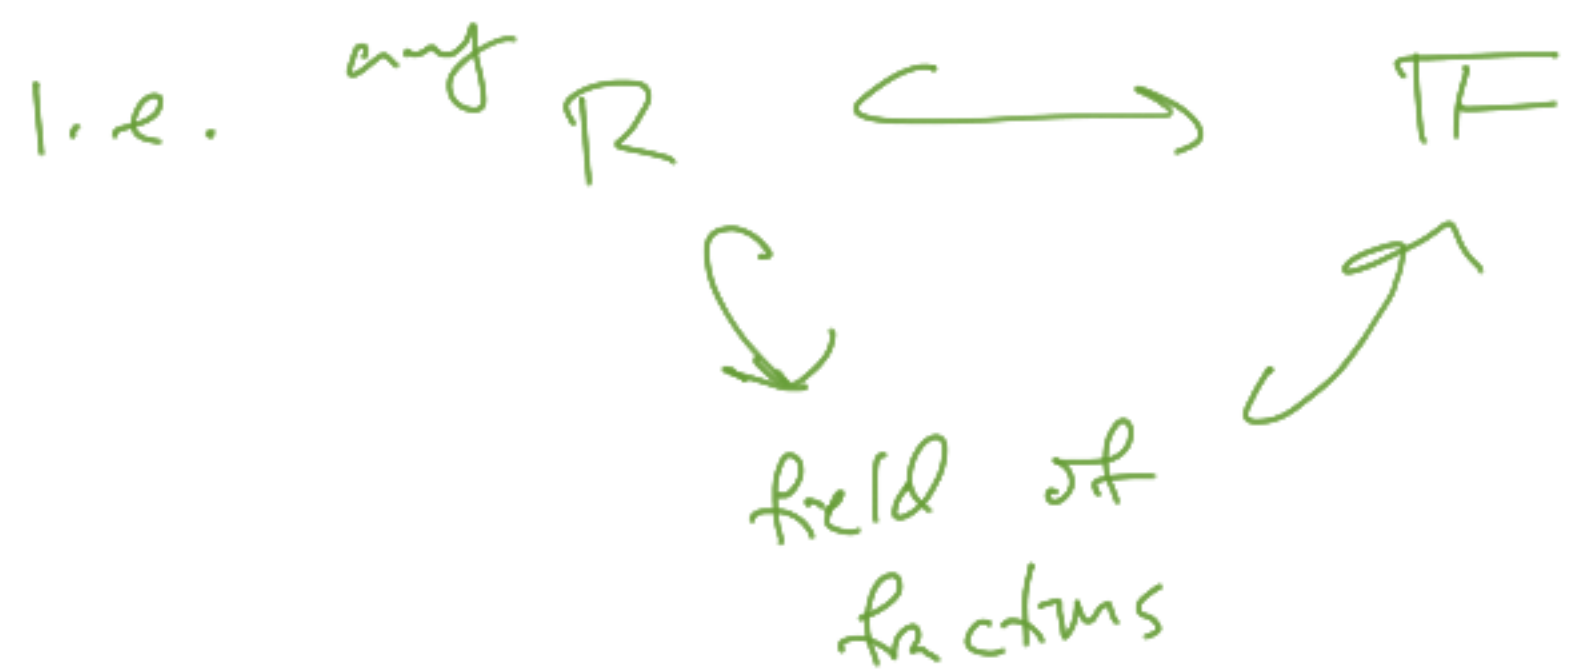 I.e. any R ↪ 𝔽
field of
fractions